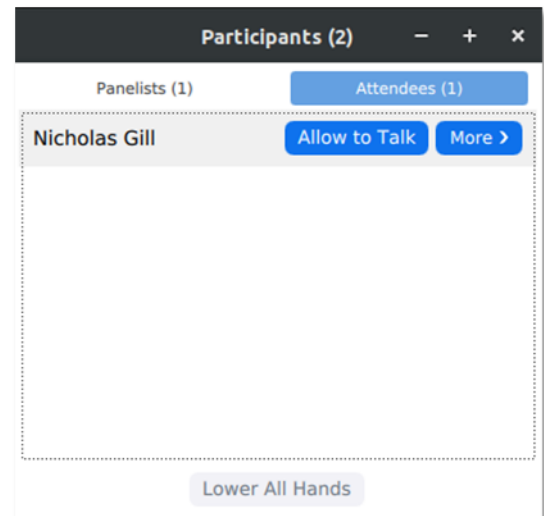 Participants (2)
Panelists (1) Attendees (1)
Nicholas Gill Allow to Talk More
Lower All Hands